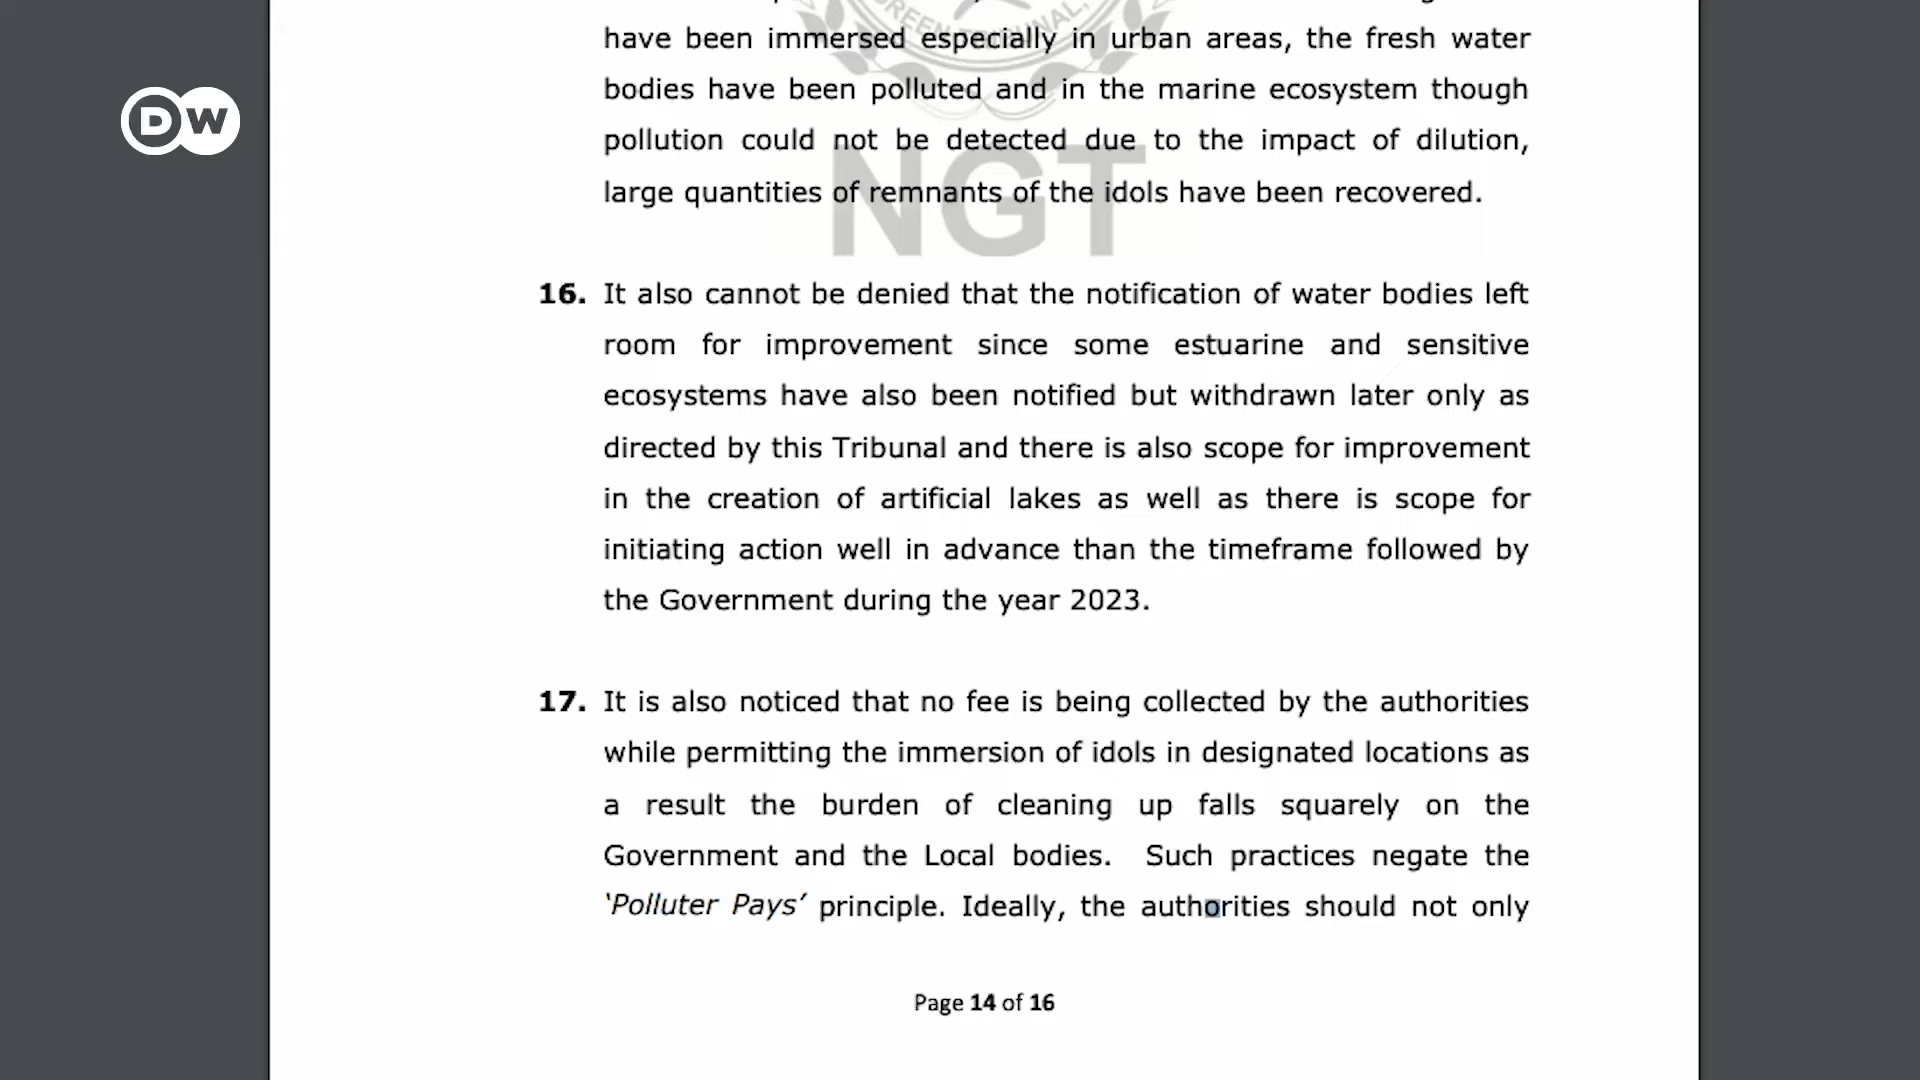 DW
GREEN TRIBUNAL,
have been immersed especially in urban areas, the fresh water
bodies have been polluted and in the marine ecosystem though
pollution could not be detected due to the impact of dilution,
large quantities of remnants of the idols have been recovered.
NGT
16. It also cannot be denied that the notification of water bodies left
room for improvement since some estuarine and sensitive
ecosystems have also been notified but withdrawn later only as
directed by this Tribunal and there is also scope for improvement
in the creation of artificial lakes as well as there is scope for
initiating action well in advance than the timeframe followed by
the Government during the year 2023.
17. It is also noticed that no fee is being collected by the authorities
while permitting the immersion of idols in designated locations as
a result the burden of cleaning up falls squarely on the
Government and the Local bodies. Such practices negate the
‘Polluter Pays’ principle. Ideally, the authorities should not only
Page 14 of 16